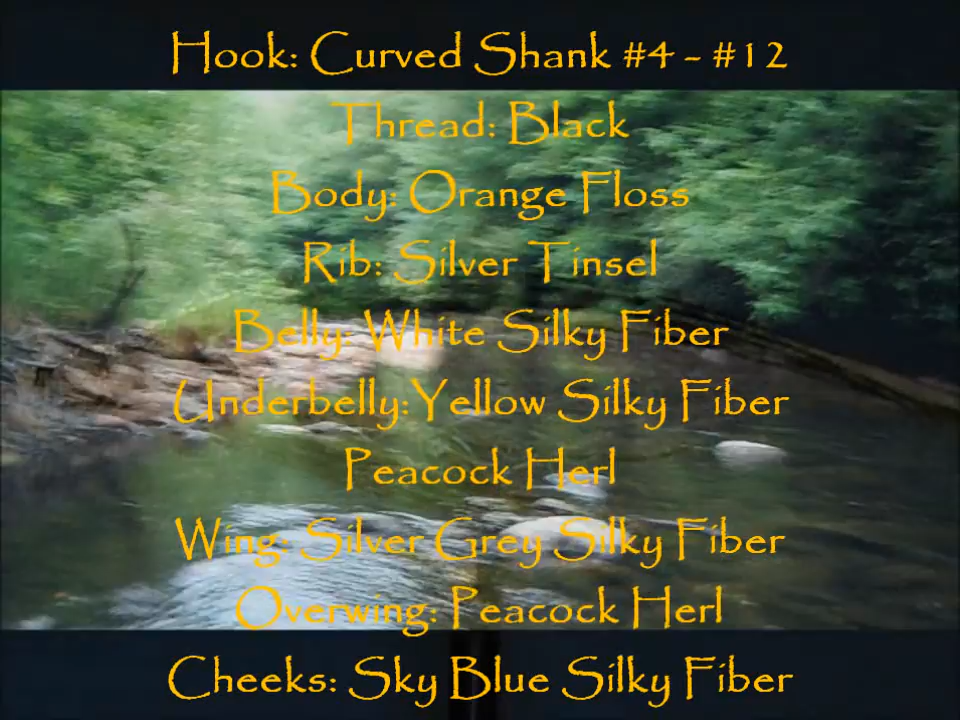 Hook: Curved Shank #4 - #12
Thread: Black
Body: Orange Floss
Rib: Silver Tinsel
Belly: White Silky Fiber
Underbelly: Yellow Silky Fiber
Peacock Herl
Wing: Silver Grey Silky Fiber
Overwing: Peacock Herl
Cheeks: Sky Blue Silky Fiber